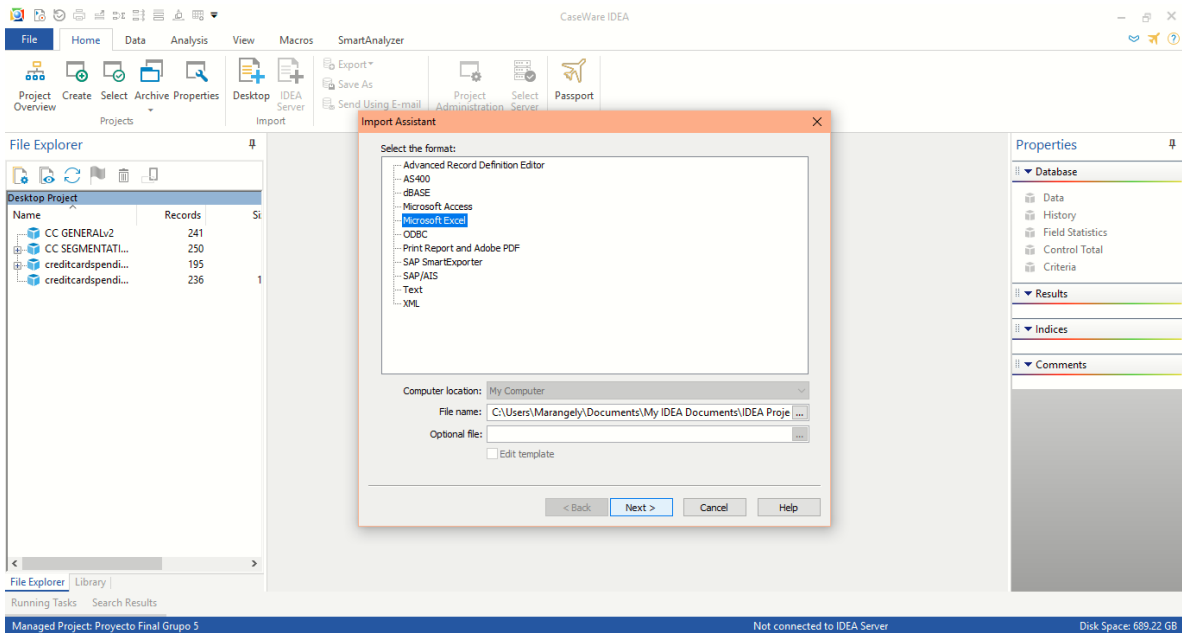 CaseWare IDEA
File Home Data Analysis View Macros SmartAnalyzer
Project Overview Create Select Archive Properties Desktop IDEA Server Export Save As Send Using E-mail Project Administration Select Server Passport
Projects Import
File Explorer
Desktop Project
Name Records Si
CC GENERALv2 241
CC SEGMENTATI... 250
creditcardspendi... 195
creditcardspendi... 236 1
File Explorer Library
Running Tasks Search Results
Import Assistant
Select the format:
Advanced Record Definition Editor
AS400
dBASE
Microsoft Access
Microsoft Excel
ODBC
Print Report and Adobe PDF
SAP SmartExporter
SAP/AIS
Text
XML
Computer location: My Computer
File name: C:\Users\Marangely\Documents\My IDEA Documents\IDEA Proje ...
Optional file: ...
Edit template
< Back Next > Cancel Help
Properties
Database
Data
History
Field Statistics
Control Total
Criteria
Results
Indices
Comments
Managed Project: Proyecto Final Grupo 5 Not connected to IDEA Server Disk Space: 689.22 GB